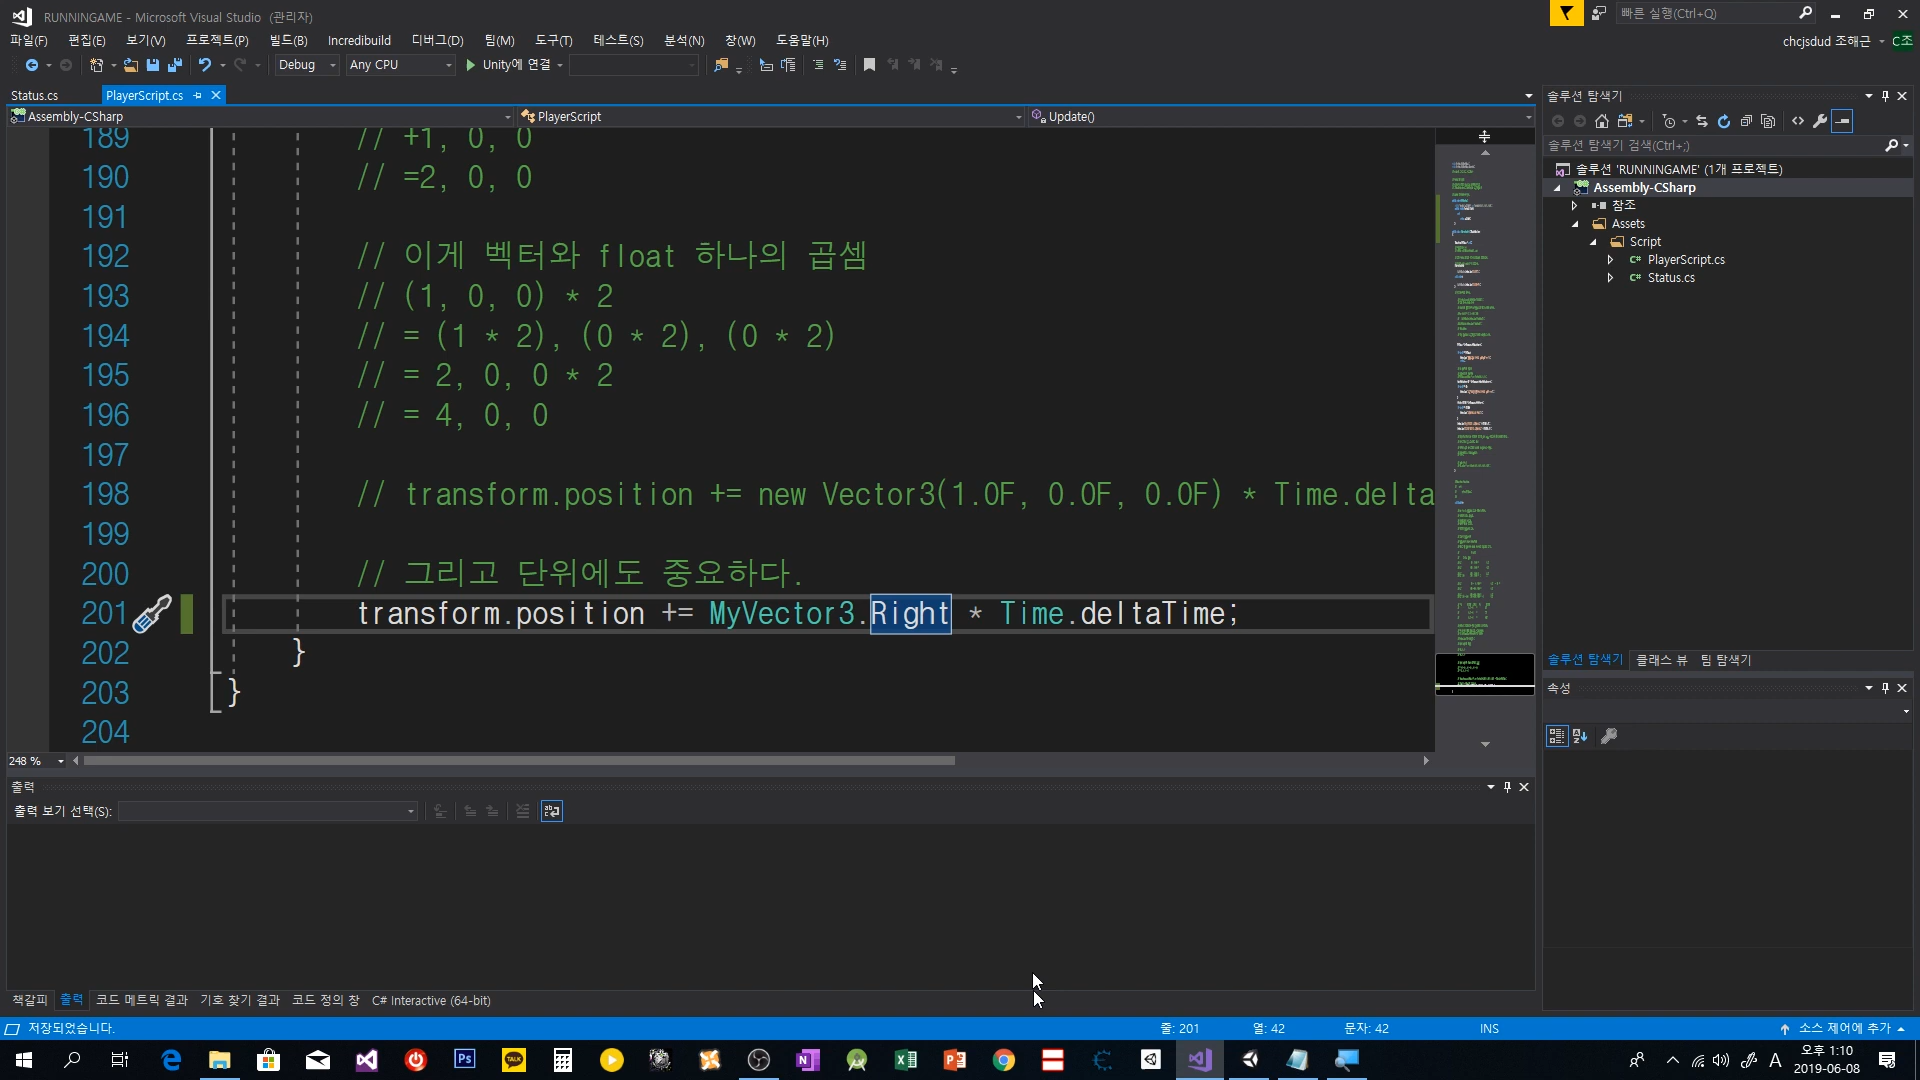 RUNNINGAME - Microsoft Visual Studio (관리자)
빠른 실행(Ctrl+Q)
파일(F) 편집(E) 보기(V) 프로젝트(P) 빌드(B) Incredibuild 디버그(D) 팀(M) 도구(T) 테스트(S) 분석(N) 창(W) 도움말(H)
chcjsdud 조해근 C조
Debug Any CPU Unity에 연결
Status.cs PlayerScript.cs
Assembly-CSharp PlayerScript Update()
189 // +1, 0, 0
190 // =2, 0, 0
191
192 // 이게 벡터와 float 하나의 곱셈
193 // (1, 0, 0) * 2
194 // = (1 * 2), (0 * 2), (0 * 2)
195 // = 2, 0, 0 * 2
196 // = 4, 0, 0
197
198 // transform.position += new Vector3(1.0F, 0.0F, 0.0F) * Time.delta
199
200 // 그리고 단위에도 중요하다.
201 transform.position += MyVector3.Right * Time.deltaTime;
202 }
203 }
204
248 %
솔루션 탐색기
솔루션 탐색기 검색(Ctrl+;)
솔루션 'RUNNINGAME' (1개 프로젝트)
Assembly-CSharp
참조
Assets
Script
C# PlayerScript.cs
C# Status.cs
솔루션 탐색기 클래스 뷰 팀 탐색기
속성
출력
출력 보기 선택(S):
책갈피 출력 코드 메트릭 결과 기호 찾기 결과 코드 정의 창 C# Interactive (64-bit)
저장되었습니다. 줄: 201 열: 42 문자: 42 INS 소스 제어에 추가
Ps TALK A 오후 1:10
2019-06-08